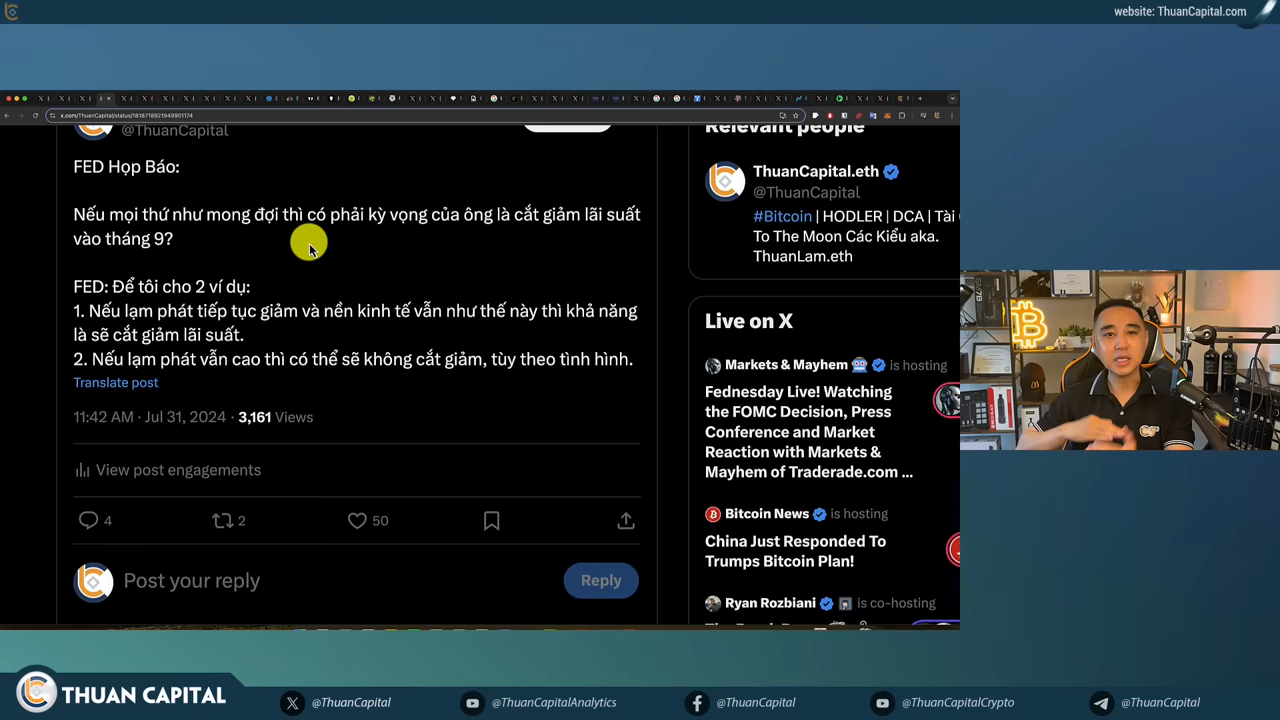 website: ThuanCapital.com
x.com/ThuanCapital/status/1818718921949901174
@ThuanCapital
FED Họp Báo:
Nếu mọi thứ như mong đợi thì có phải kỳ vọng của ông là cắt giảm lãi suất
vào tháng 9?
FED: Để tôi cho 2 ví dụ:
1. Nếu lạm phát tiếp tục giảm và nền kinh tế vẫn như thế này thì khả năng
là sẽ cắt giảm lãi suất.
2. Nếu lạm phát vẫn cao thì có thể sẽ không cắt giảm, tùy theo tình hình.
Translate post
11:42 AM · Jul 31, 2024 · 3,161 Views
View post engagements
4
2
50
Post your reply
Reply
Relevant people
ThuanCapital.eth
@ThuanCapital
#Bitcoin | HODLER | DCA | Tài
To The Moon Các Kiểu aka.
ThuanLam.eth
Live on X
Markets & Mayhem is hosting
Fednesday Live! Watching
the FOMC Decision, Press
Conference and Market
Reaction with Markets &
Mayhem of Traderade.com ...
Bitcoin News is hosting
China Just Responded To
Trumps Bitcoin Plan!
Ryan Rozbiani is co-hosting
THUAN CAPITAL
@ThuanCapital
@ThuanCapitalAnalytics
@ThuanCapital
@ThuanCapitalCrypto
@ThuanCapital